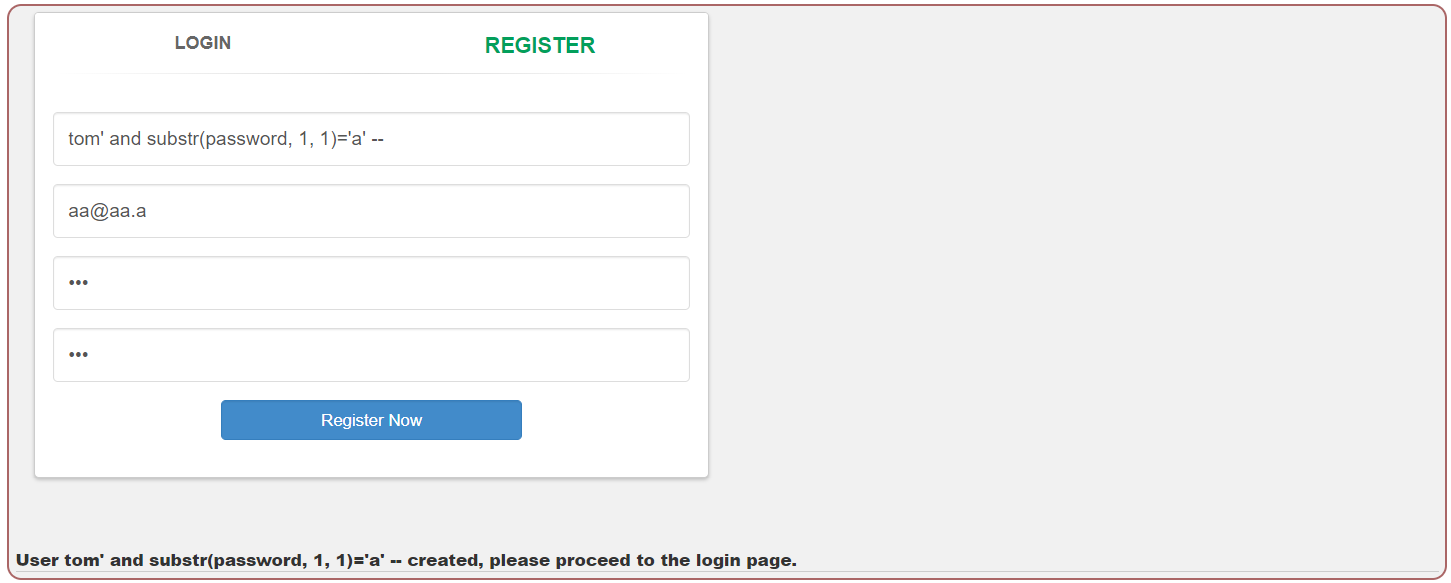 LOGIN
REGISTER
tom' and substr(password, 1, 1)='a' --
aa@aa.a
•••
•••
Register Now
User tom' and substr(password, 1, 1)='a' -- created, please proceed to the login page.